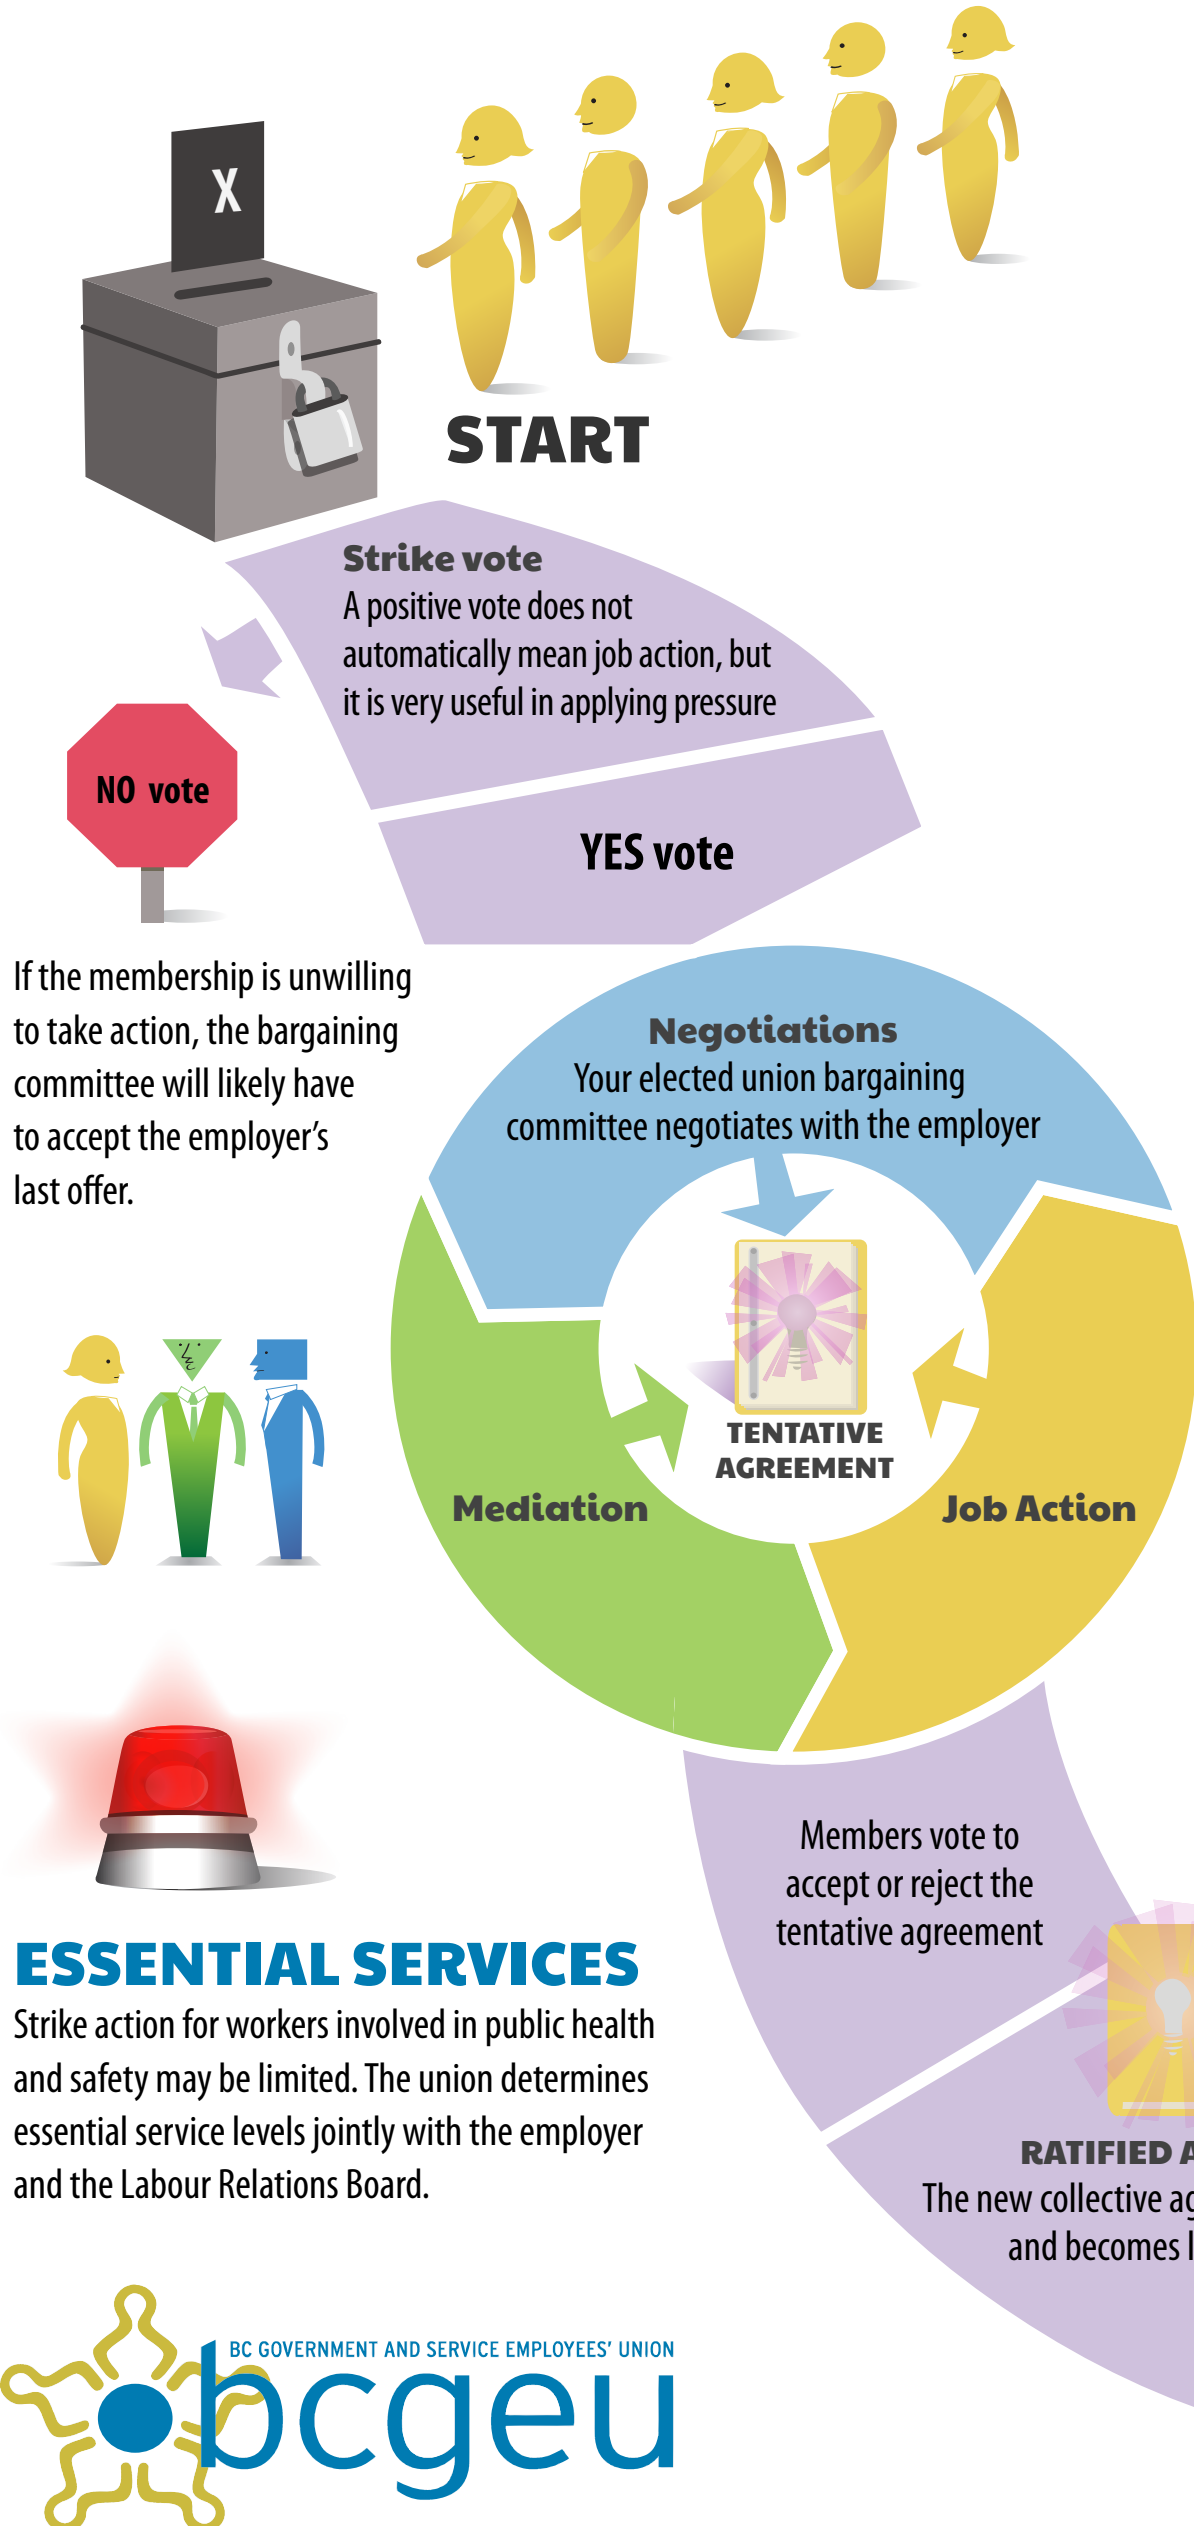 X
START
Strike vote
A positive vote does not
automatically mean job action, but
it is very useful in applying pressure
NO vote
YES vote
If the membership is unwilling
to take action, the bargaining
committee will likely have
to accept the employer's
last offer.
Negotiations
Your elected union bargaining
committee negotiates with the employer
TENTATIVE
AGREEMENT
Mediation
Job Action
Members vote to
accept or reject the
tentative agreement
ESSENTIAL SERVICES
Strike action for workers involved in public health
and safety may be limited. The union determines
essential service levels jointly with the employer
and the Labour Relations Board.
RATIFIED
The new collective
and becomes
BC GOVERNMENT AND SERVICE EMPLOYEES' UNION
bcgeu